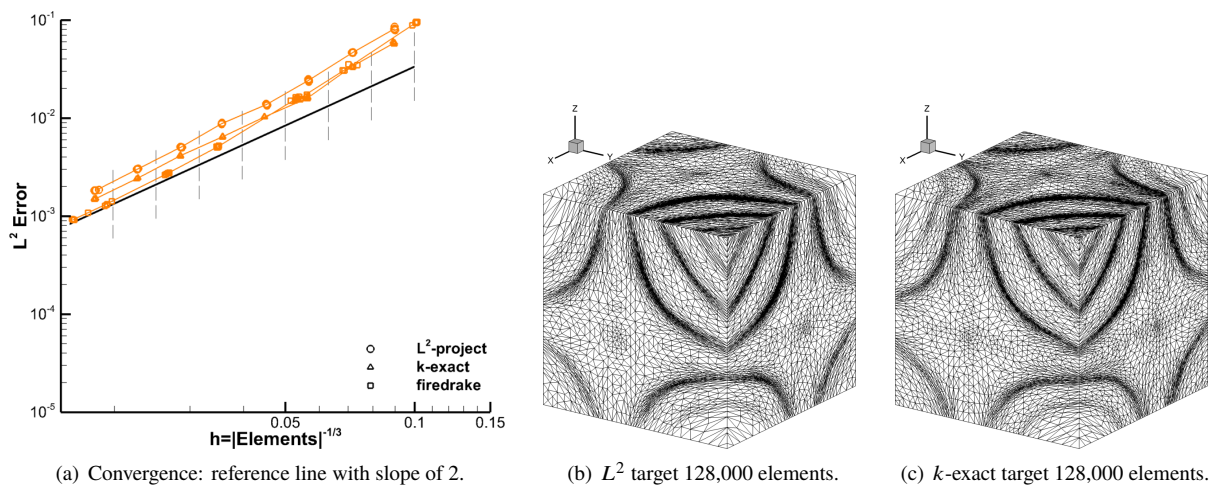 10⁻¹
10⁻²
10⁻³
10⁻⁴
10⁻⁵
L² Error
L²-project
k-exact
firedrake
0.05
0.1
0.15
h=|Elements|⁻¹/³
Z
X
Y
Z
X
Y
(a) Convergence: reference line with slope of 2.
(b) L² target 128,000 elements.
(c) k-exact target 128,000 elements.